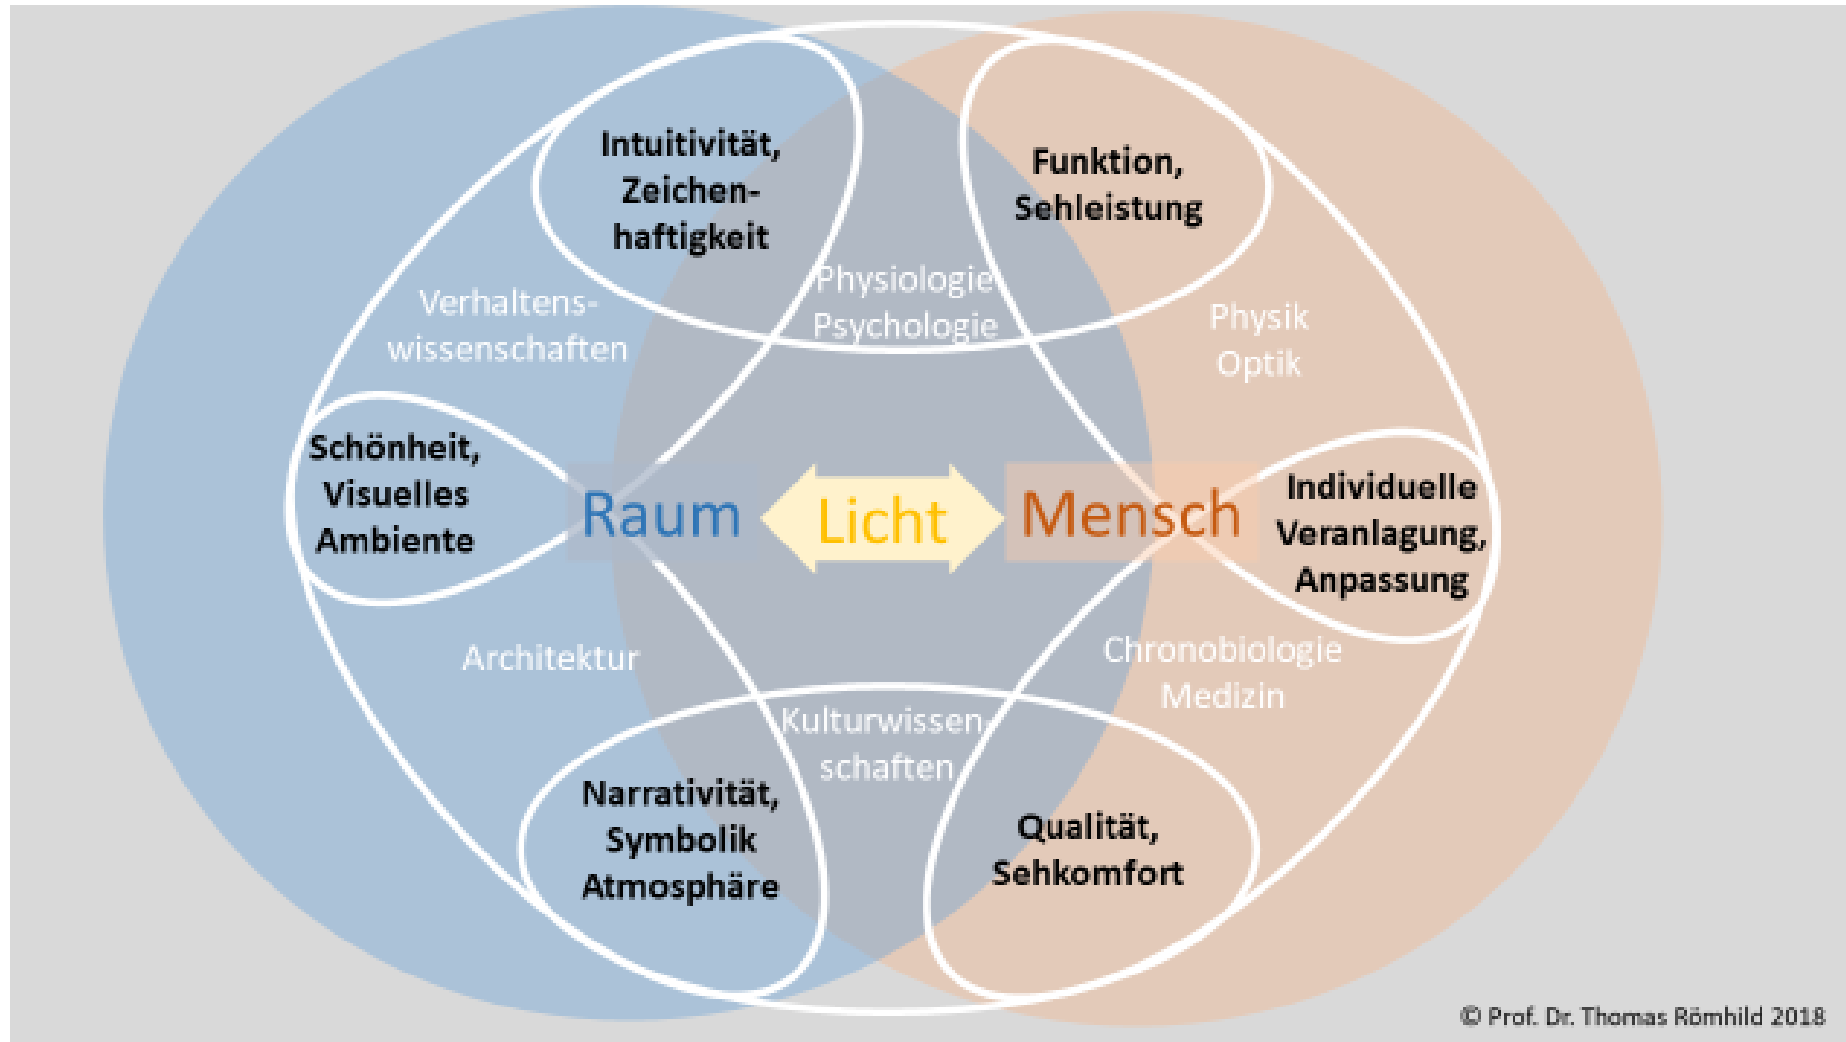 Intuitivität,
Zeichen-
haftigkeit
Funktion,
Sehleistung
Verhaltens-
wissenschaften
Physiologie
Psychologie
Physik
Optik
Schönheit,
Visuelles
Ambiente
Raum
Licht
Mensch
Individuelle
Veranlagung,
Anpassung
Architektur
Chronobiologie
Medizin
Kulturwissen-
schaften
Narrativität,
Symbolik
Atmosphäre
Qualität,
Sehkomfort
© Prof. Dr. Thomas Römhild 2018